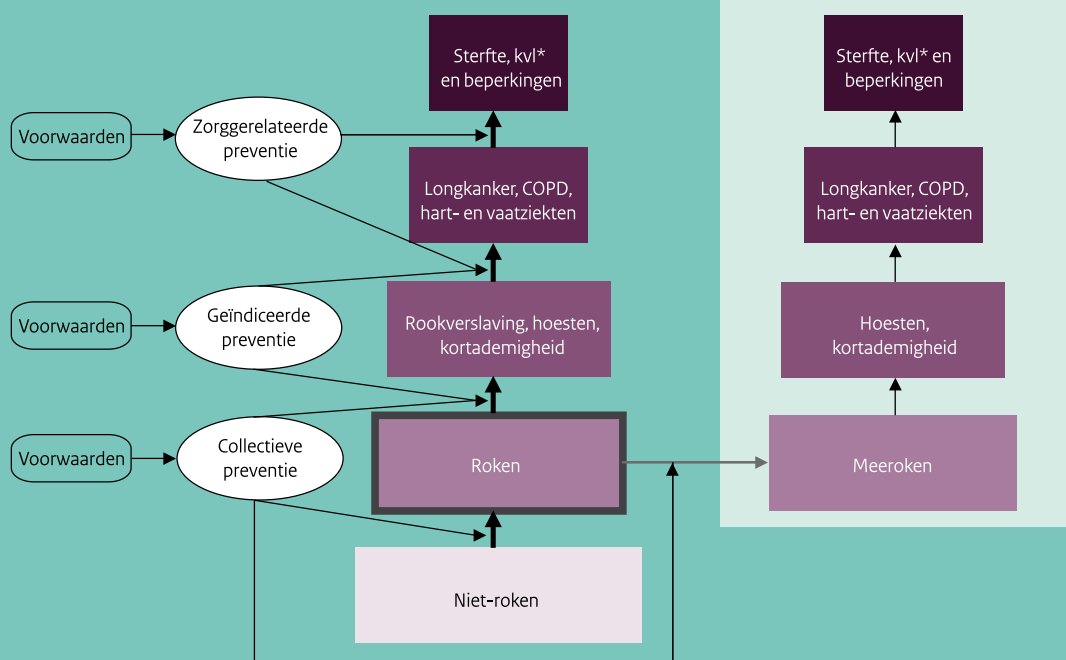 Sterfte, kvl*
en beperkingen
Sterfte, kvl* en
beperkingen
Voorwaarden
Zorggerelateerde
preventie
Longkanker, COPD,
hart- en vaatziekten
Longkanker, COPD,
hart- en vaatziekten
Voorwaarden
Geïndiceerde
preventie
Rookverslaving, hoesten,
kortademigheid
Hoesten,
kortademigheid
Voorwaarden
Collectieve
preventie
Roken
Meeroken
Niet-roken